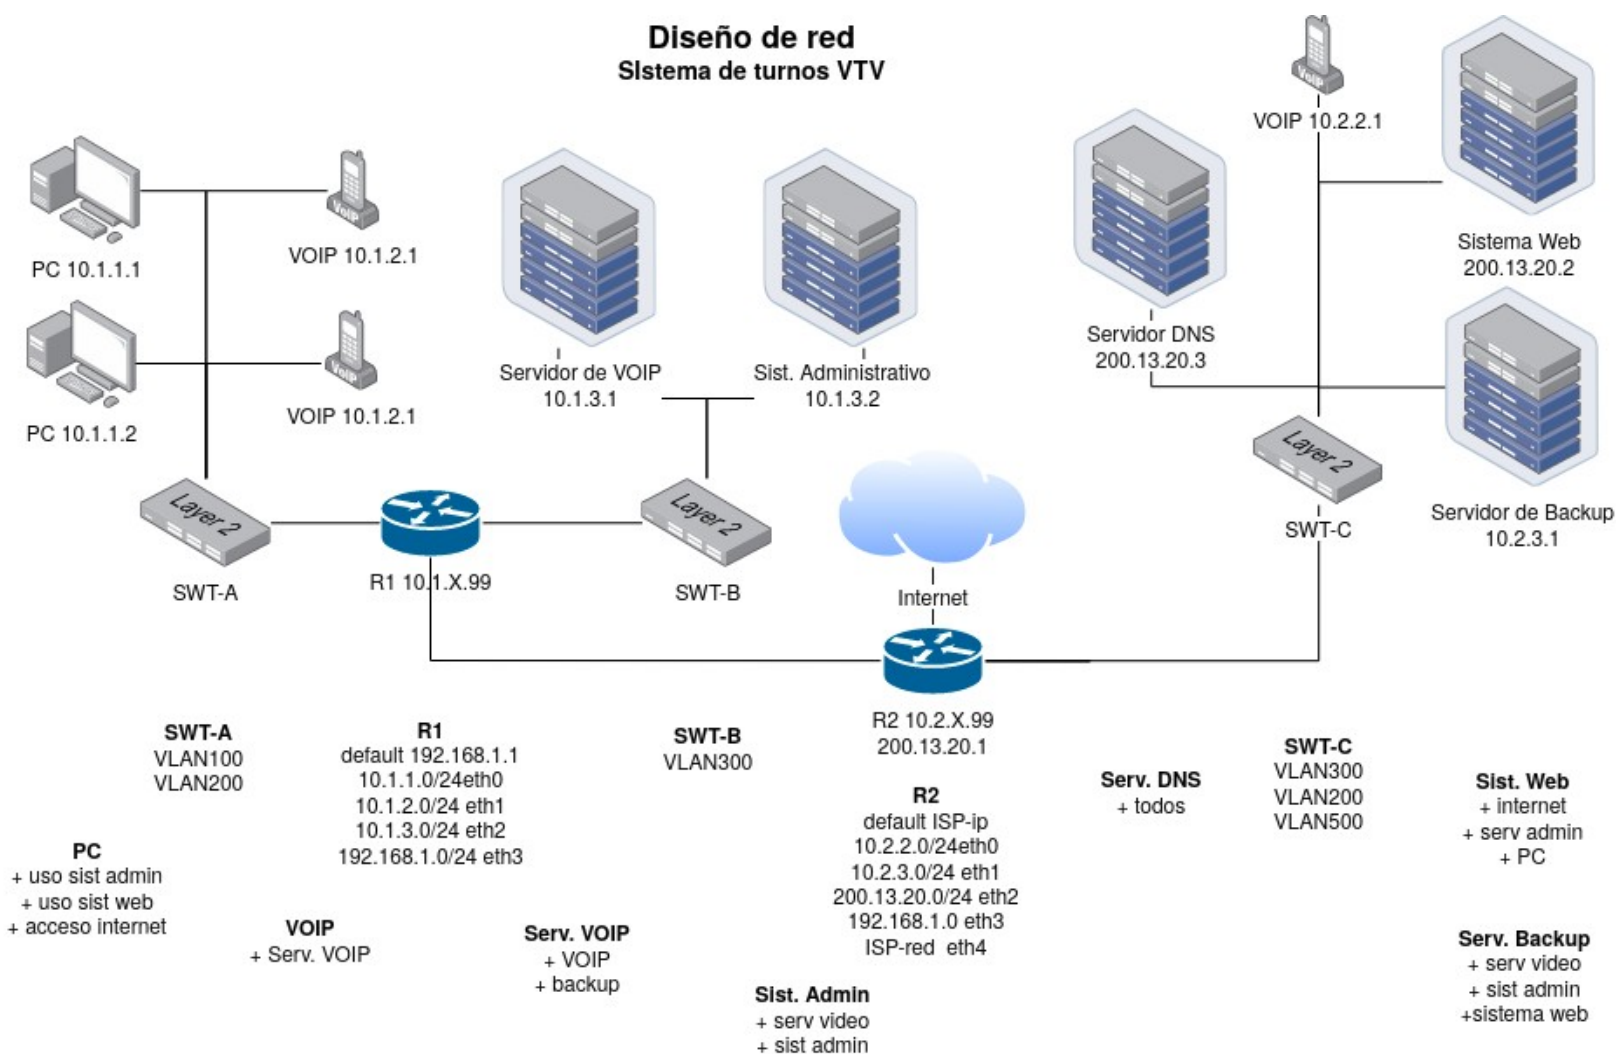 Diseño de red
SIstema de turnos VTV
VoIP
VOIP 10.2.2.1
Sistema Web
200.13.20.2
PC 10.1.1.1
VoIP
VOIP 10.1.2.1
Servidor DNS
200.13.20.3
PC 10.1.1.2
VoIP
VOIP 10.1.2.1
Servidor de VOIP
10.1.3.1
Sist. Administrativo
10.1.3.2
Layer 2
SWT-C
Servidor de Backup
10.2.3.1
Layer 2
SWT-A
R1 10.1.X.99
Layer 2
SWT-B
Internet
R2 10.2.X.99
200.13.20.1
SWT-A
VLAN100
VLAN200
R1
default 192.168.1.1
10.1.1.0/24eth0
10.1.2.0/24 eth1
10.1.3.0/24 eth2
192.168.1.0/24 eth3
SWT-B
VLAN300
R2
default ISP-ip
10.2.2.0/24eth0
10.2.3.0/24 eth1
200.13.20.0/24 eth2
192.168.1.0 eth3
ISP-red eth4
Serv. DNS
+ todos
SWT-C
VLAN300
VLAN200
VLAN500
Sist. Web
+ internet
+ serv admin
+ PC
PC
+ uso sist admin
+ uso sist web
+ acceso internet
VOIP
+ Serv. VOIP
Serv. VOIP
+ VOIP
+ backup
Sist. Admin
+ serv video
+ sist admin
Serv. Backup
+ serv video
+ sist admin
+sistema web